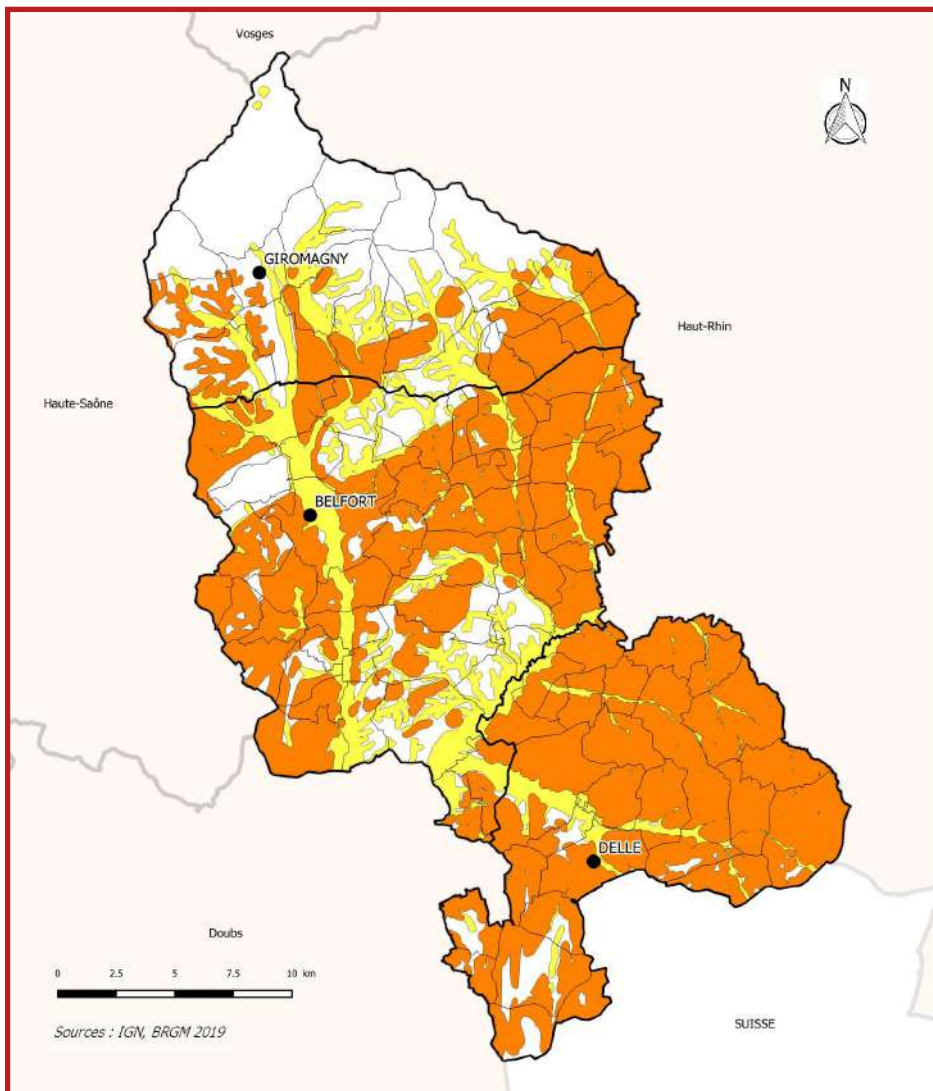 Vosges
N
GIROMAGNY
Haut-Rhin
Haute-Saône
BELFORT
DELLE
Doubs
0 2.5 5 7.5 10 km
SUISSE
Sources : IGN, BRGM 2019